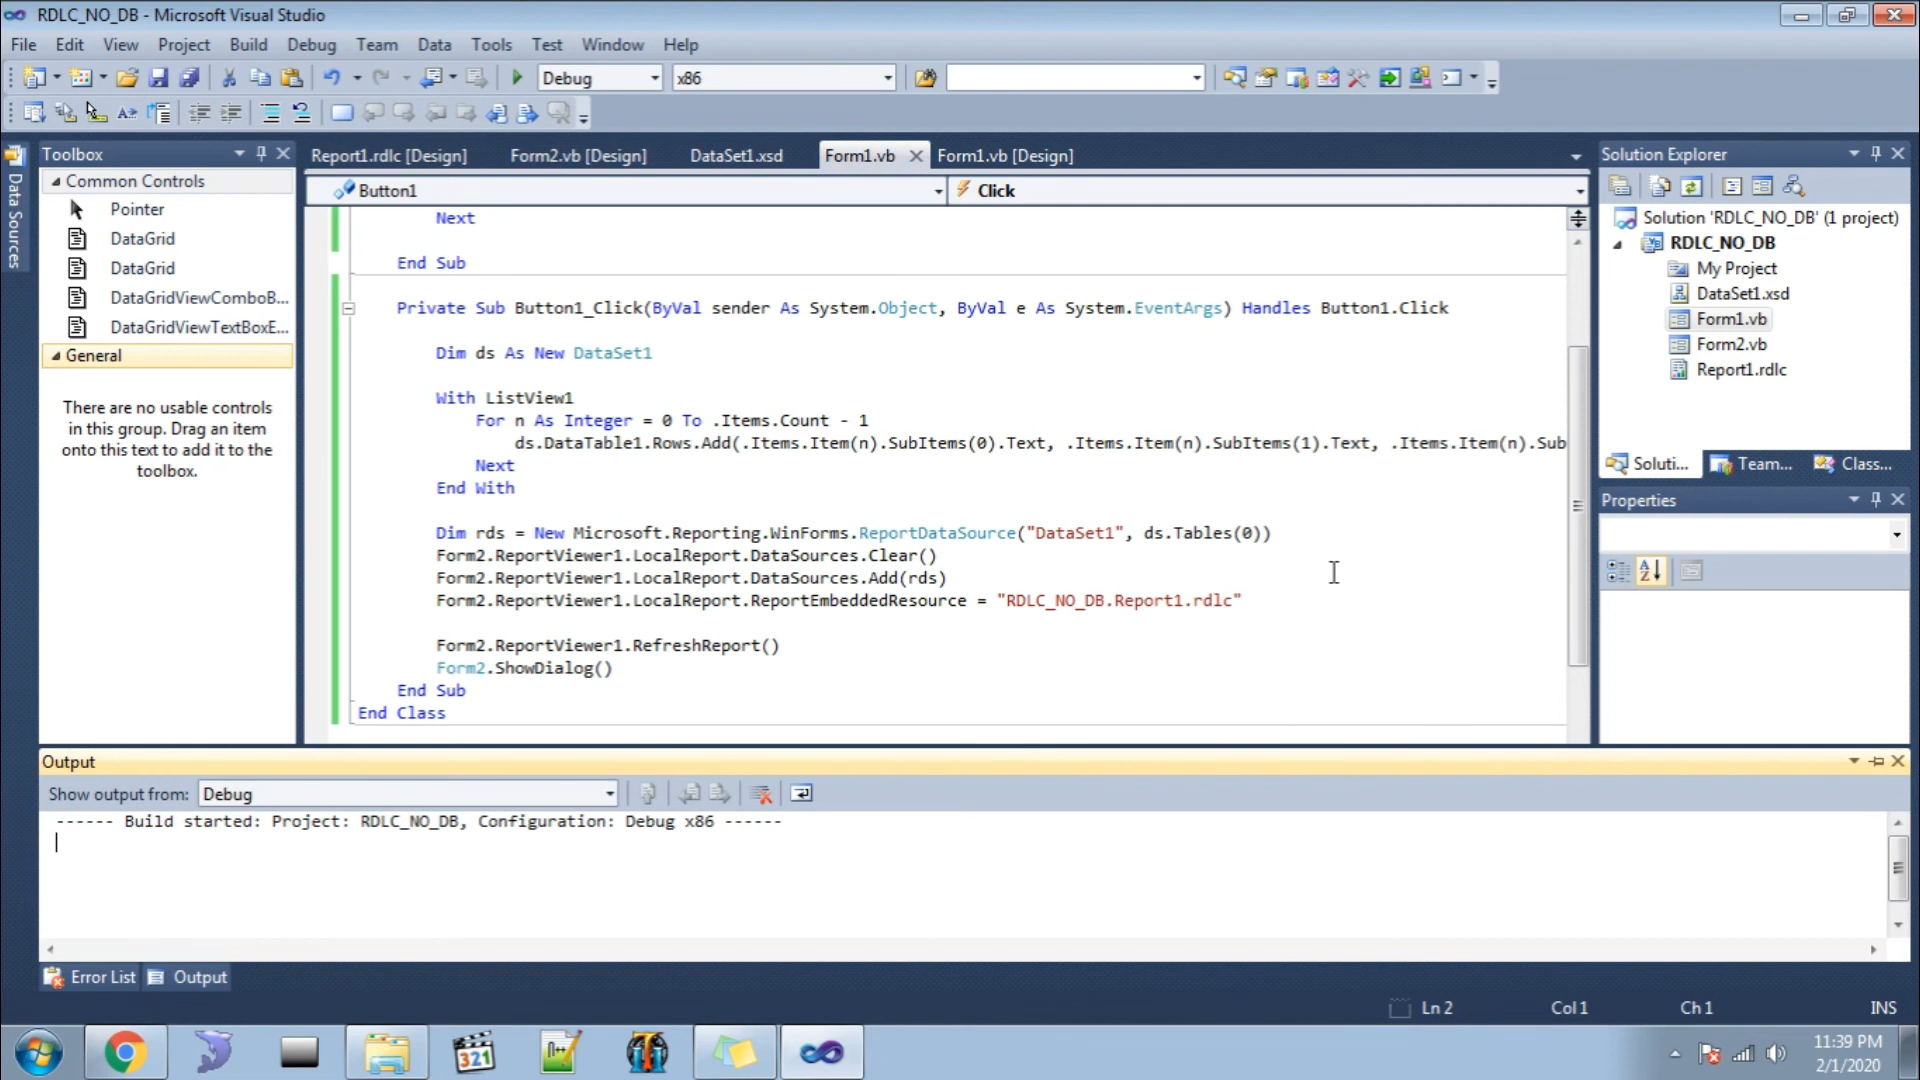 RDLC_NO_DB - Microsoft Visual Studio
File Edit View Project Build Debug Team Data Tools Test Window Help
Debug x86
Data Sources
Toolbox
Common Controls
Pointer
DataGrid
DataGrid
DataGridViewComboB...
DataGridViewTextBoxE...
General
There are no usable controls
in this group. Drag an item
onto this text to add it to the
toolbox.
Report1.rdlc [Design] Form2.vb [Design] DataSet1.xsd Form1.vb Form1.vb [Design]
Button1 Click
Next
End Sub
Private Sub Button1_Click(ByVal sender As System.Object, ByVal e As System.EventArgs) Handles Button1.Click
Dim ds As New DataSet1
With ListView1
For n As Integer = 0 To .Items.Count - 1
ds.DataTable1.Rows.Add(.Items.Item(n).SubItems(0).Text, .Items.Item(n).SubItems(1).Text, .Items.Item(n).Sub
Next
End With
Dim rds = New Microsoft.Reporting.WinForms.ReportDataSource("DataSet1", ds.Tables(0))
Form2.ReportViewer1.LocalReport.DataSources.Clear()
Form2.ReportViewer1.LocalReport.DataSources.Add(rds)
Form2.ReportViewer1.LocalReport.ReportEmbeddedResource = "RDLC_NO_DB.Report1.rdlc"
Form2.ReportViewer1.RefreshReport()
Form2.ShowDialog()
End Sub
End Class
Solution Explorer
Solution 'RDLC_NO_DB' (1 project)
RDLC_NO_DB
My Project
DataSet1.xsd
Form1.vb
Form2.vb
Report1.rdlc
Soluti... Team... Class...
Properties
Output
Show output from: Debug
------ Build started: Project: RDLC_NO_DB, Configuration: Debug x86 ------
Error List Output
Ln 2 Col 1 Ch 1 INS
321
n++
11:39 PM
2/1/2020